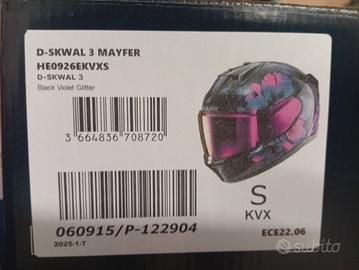 D-SKWAL 3 MAYFER
HE0926EKVXS
D-SKWAL 3
Black Violet Glitter
3 664836 708720
SHARK
S
KVX
060915/P-122904
2025-1-7
ECE22.06
subito